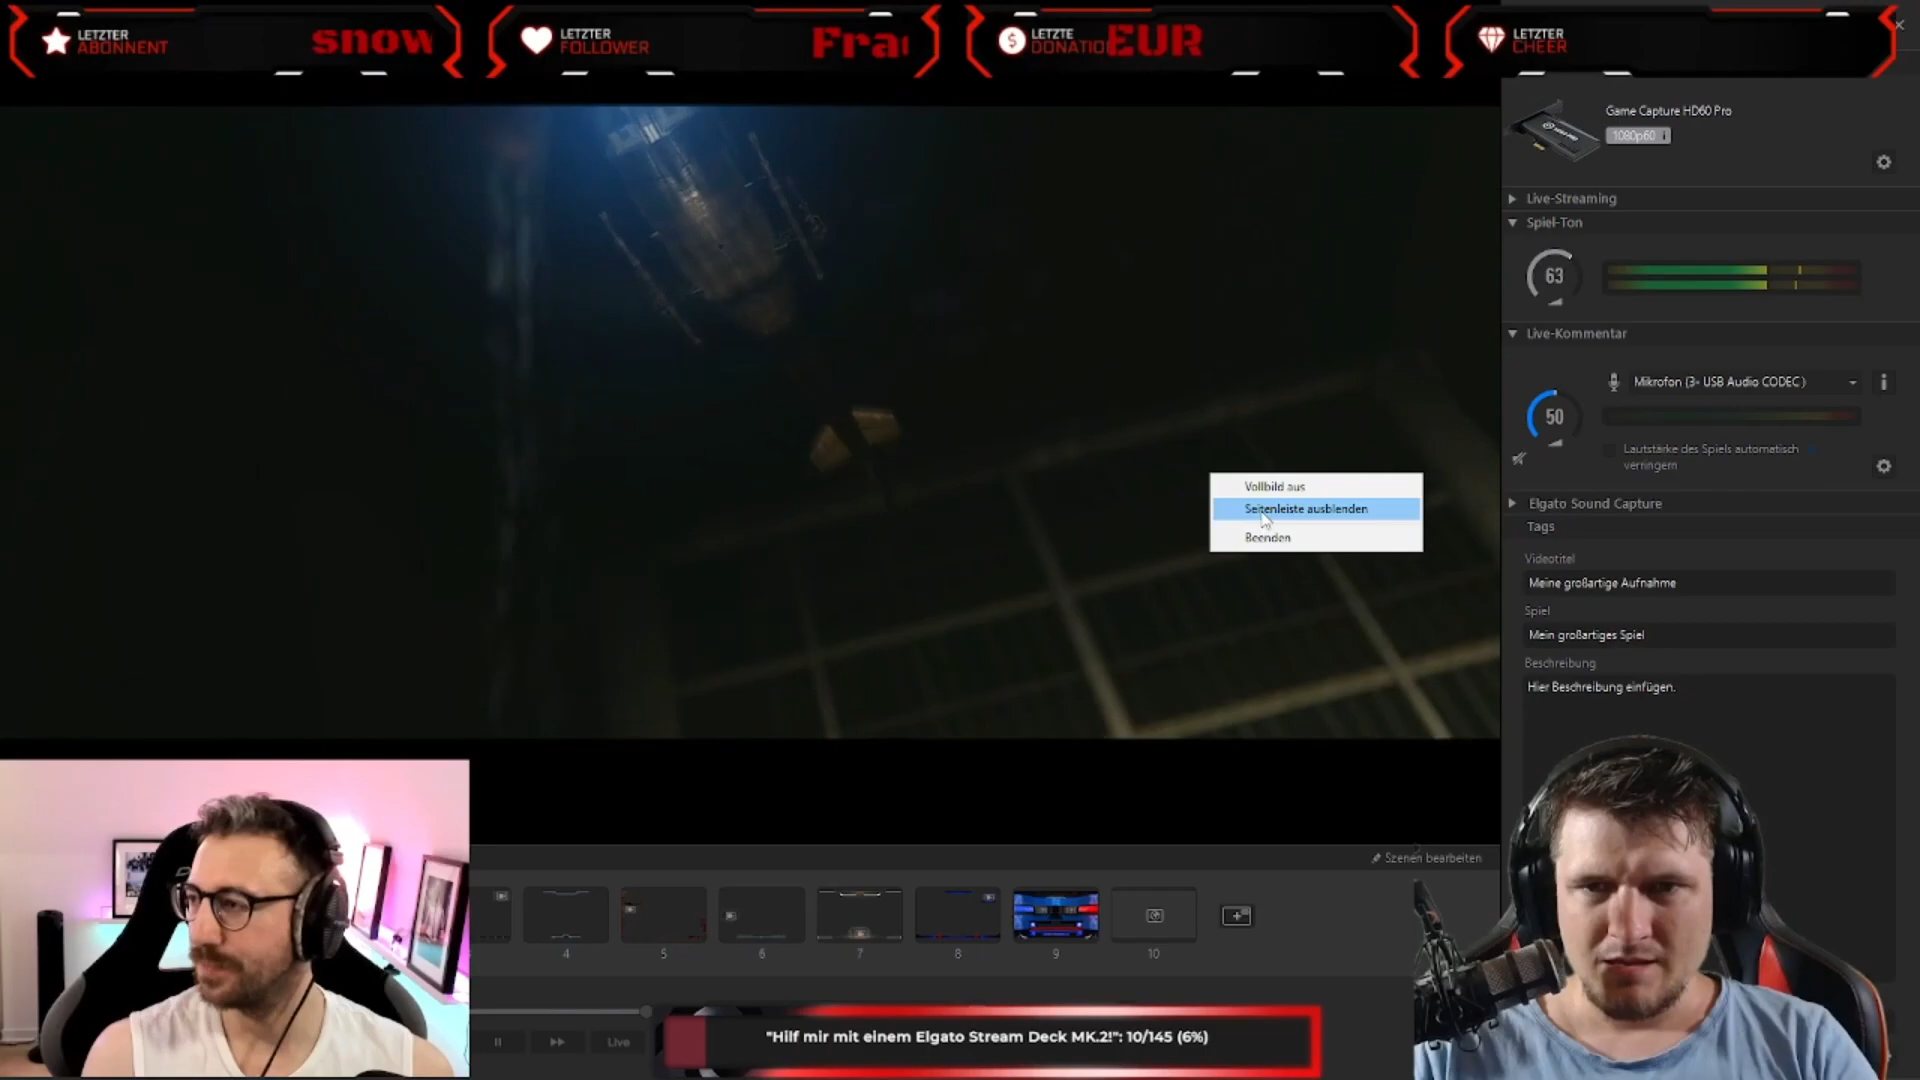 LETZTER
ABONNENT
snow
LETZTER
FOLLOWER
LETZTE
EUR
LETZTER
CHEER
Game Capture HD60 Pro
1080p60 i
Live-Streaming
Spiel-Ton
63
Live-Kommentar
Mikrofon (3- USB Audio CODEC )
50
Lautstärke des Spiels automatisch
verringern
Vollbild aus
Seitenleiste ausblenden
Beenden
Elgato Sound Capture
Tags
Videotitel
Meine großartige Aufnahme
Spiel
Mein großartiges Spiel
Beschreibung
Hier Beschreibung einfügen.
Szenen bearbeiten
4
5
6
7
8
9
10
Live
"Hilf mir mit einem Elgato Stream Deck MK.2!": 10/145 (6%)